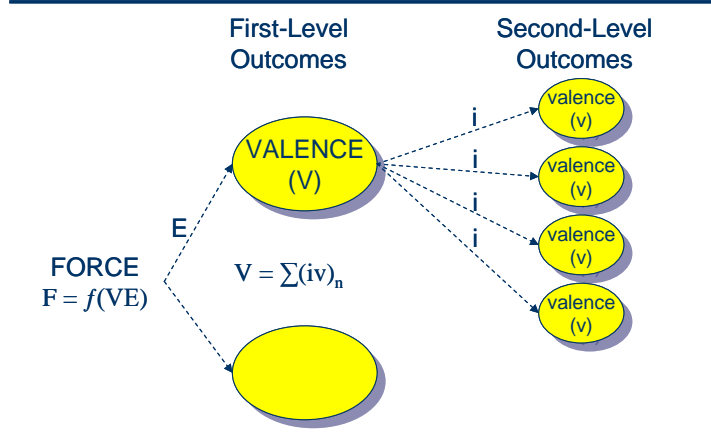 First-Level
Outcomes
Second-Level
Outcomes
VALENCE
(V)
E
FORCE
F = f(VE)
V = ∑(iv)n
i
i
i
i
valence
(v)
valence
(v)
valence
(v)
valence
(v)